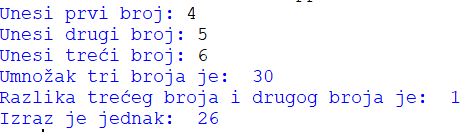 Unesi prvi broj: 4
Unesi drugi broj: 5
Unesi treći broj: 6
Umnožak tri broja je:  30
Razlika trećeg broja i drugog broja je:  1
Izraz je jednak:  26